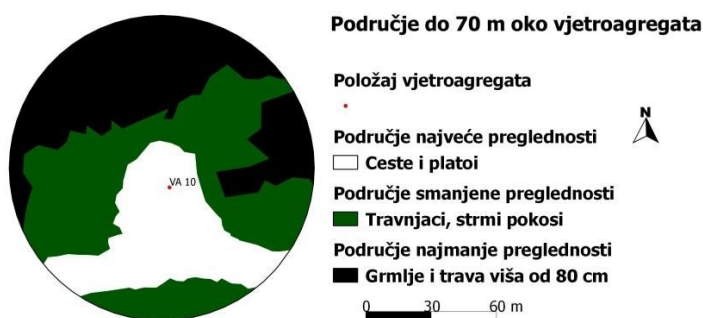 Područje do 70 m oko vjetroagregata
Položaj vjetroagregata
N
Područje najveće preglednosti
Ceste i platoi
Područje smanjene preglednosti
Travnjaci, strmi pokosi
Područje najmanje preglednosti
Grmlje i trava viša od 80 cm
0 30 60 m
VA 10